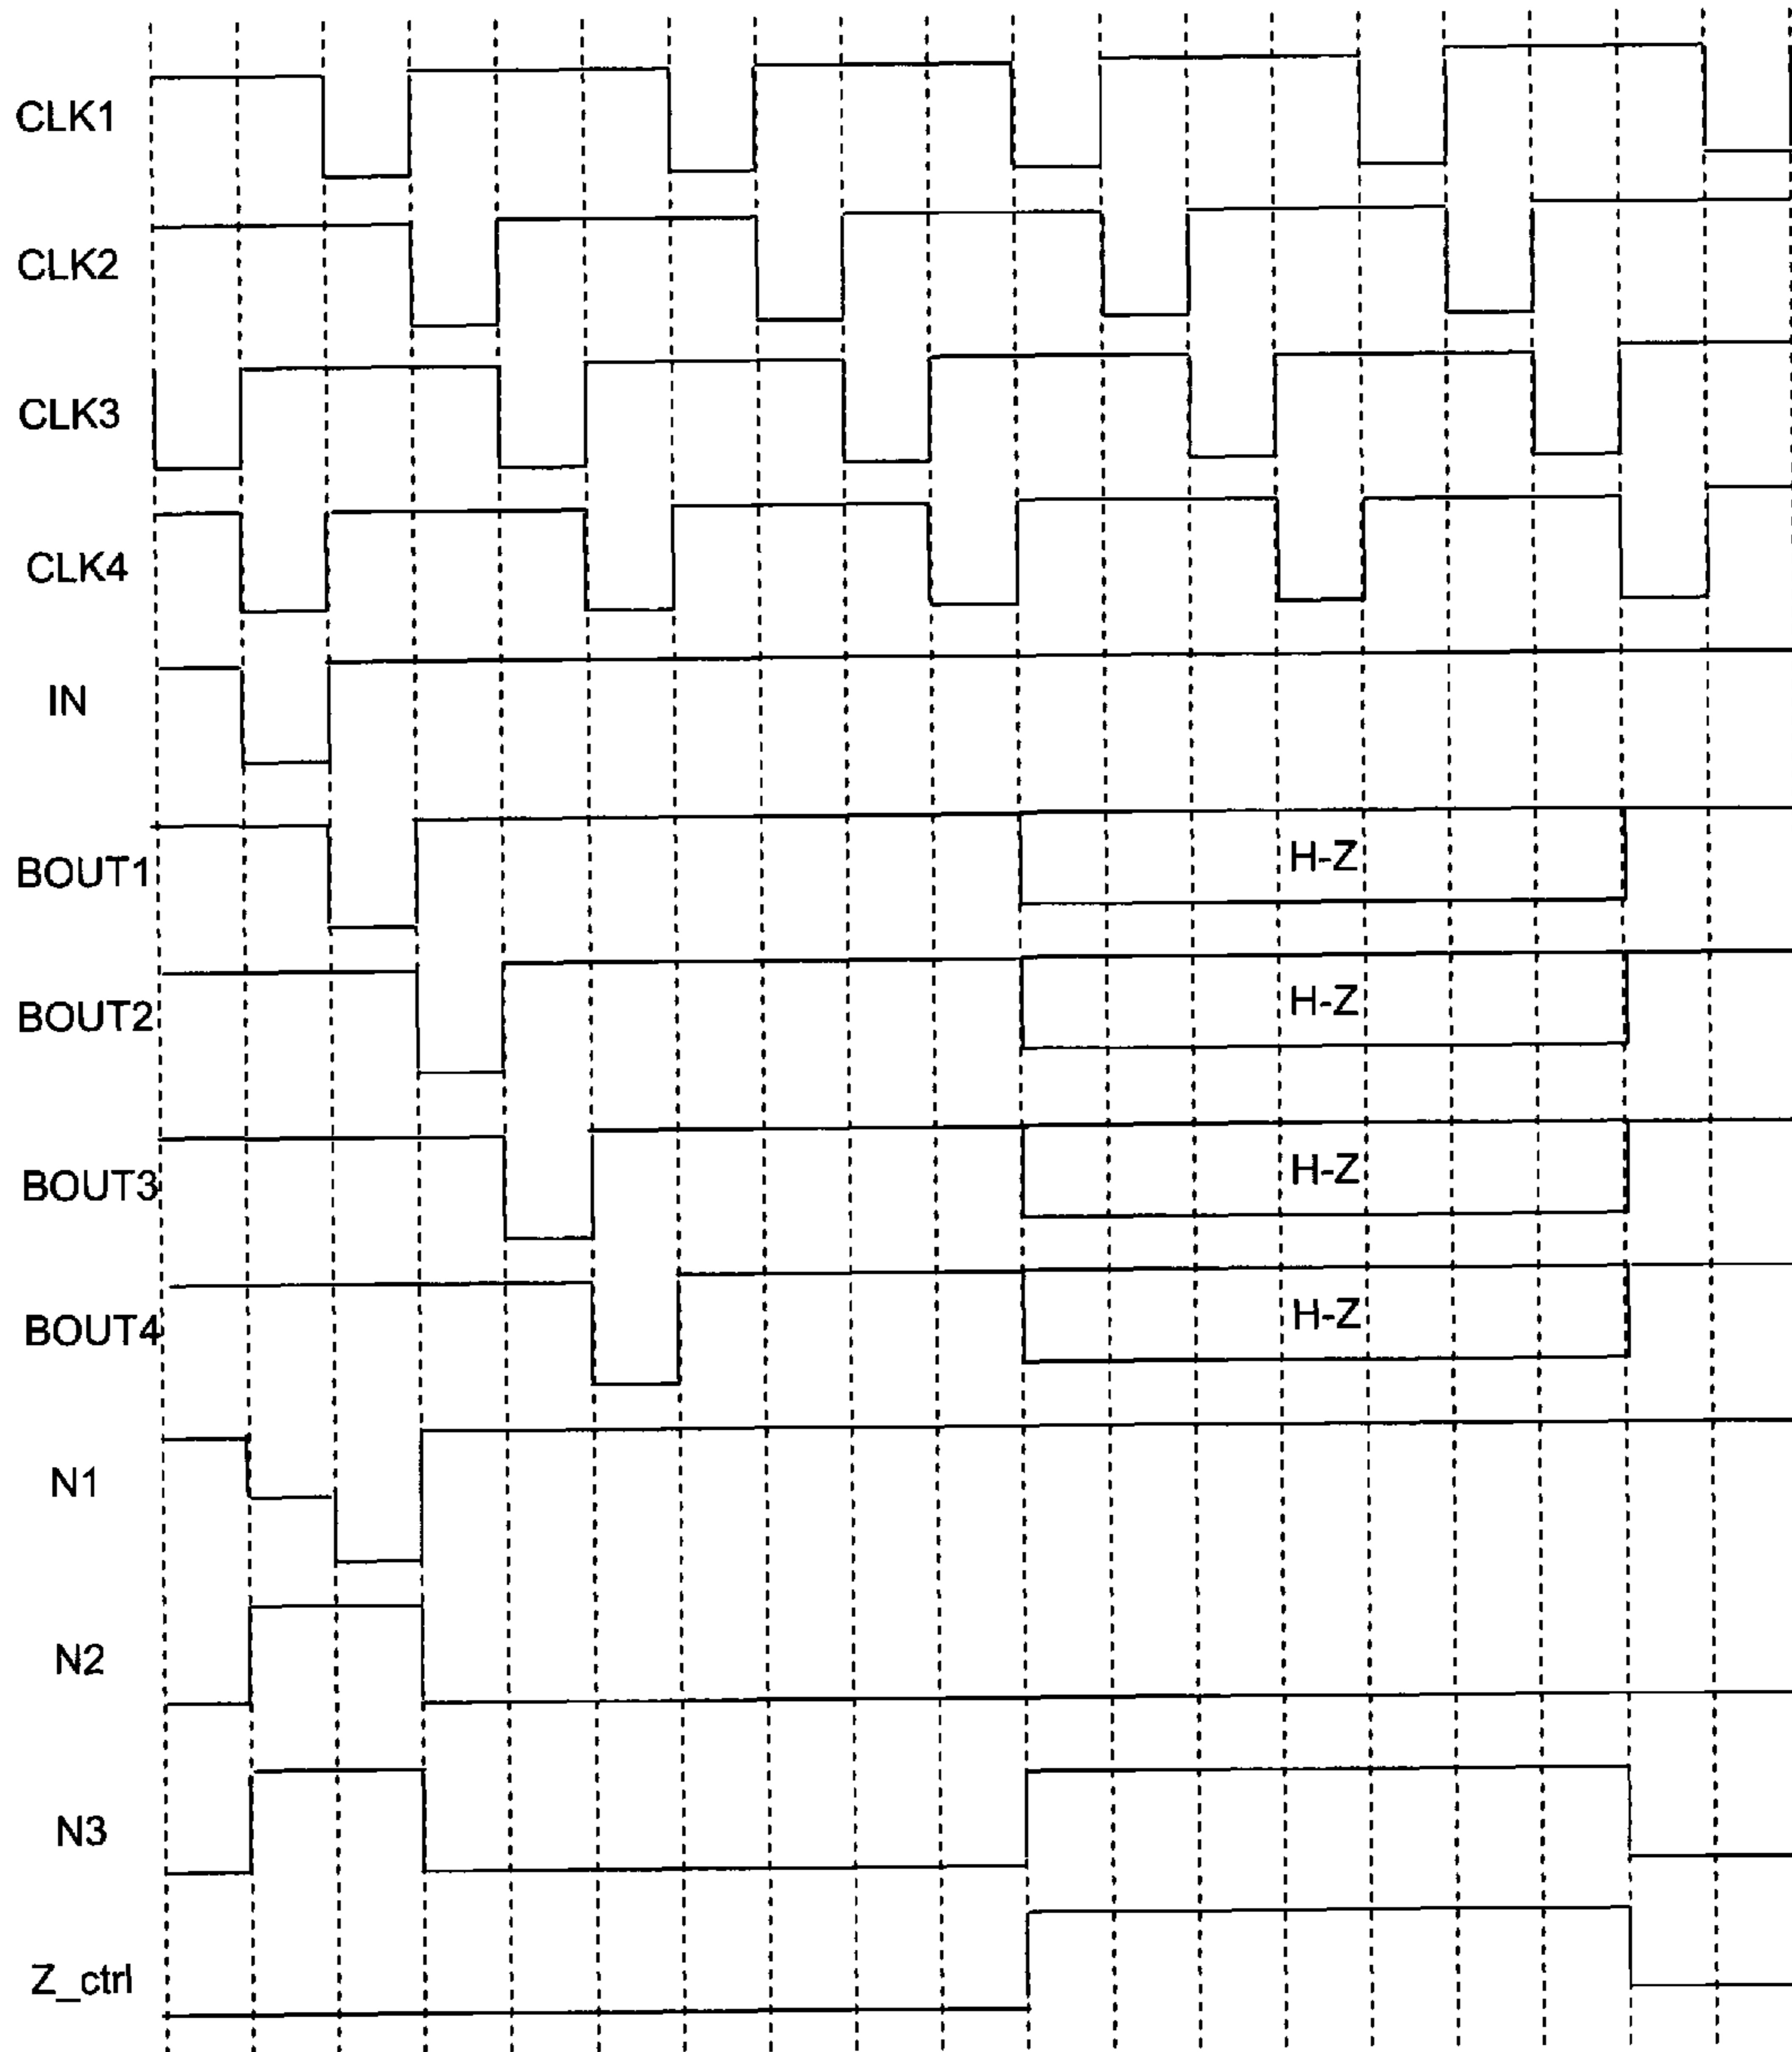 CLK1
CLK2
CLK3
CLK4
IN
BOUT1
H-Z
BOUT2
H-Z
BOUT3
H-Z
BOUT4
H-Z
N1
N2
N3
Z_ctrl